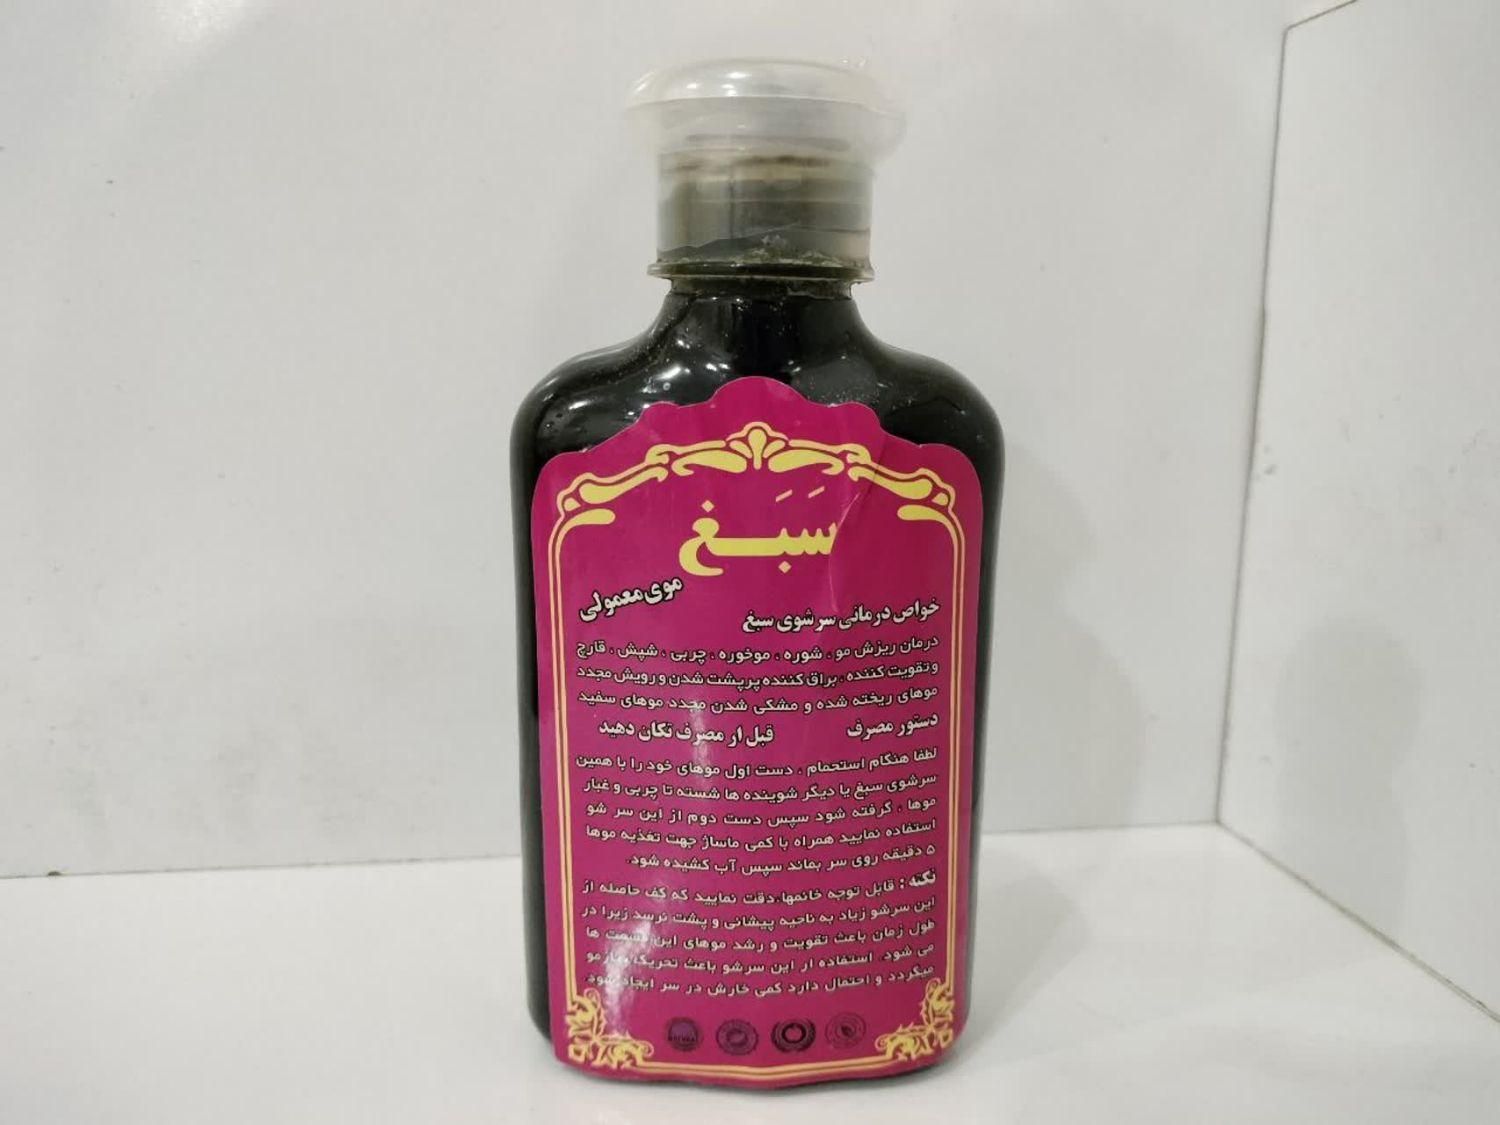 سَبَغ
موی معمولی
خواص درمانی سرشوی سبغ
درمان ریزش مو ، شوره ، موخوره ، چربی ، شپش ، قارچ
و تقویت کننده ، براق کننده پرپشت شدن و رویش مجدد
موهای ریخته شده و مشکی شدن مجدد موهای سفید
دستور مصرف قبل ار مصرف تکان دهید
لطفا هنگام استحمام ، دست اول موهای خود را با همین
سرشوی سبغ یا دیگر شوینده ها شسته تا چربی و غبار
موها ، گرفته شود سپس دست دوم از این سر شو
استفاده نمایید همراه با کمی ماساژ جهت تغذیه موها
۵ دقیقه روی سر بماند سپس آب کشیده شود.
نکته : قابل توجه خانمها،دقت نمایید که کف حاصله از
این سرشو زیاد به ناحیه پیشانی و پشت نرسد زیرا در
طول زمان باعث تقویت و رشد موهای این قسمت ها
می شود. استفاده از این سرشو باعث تحریک
میگردد و احتمال دارد کمی خارش در سر ایجاد شود.